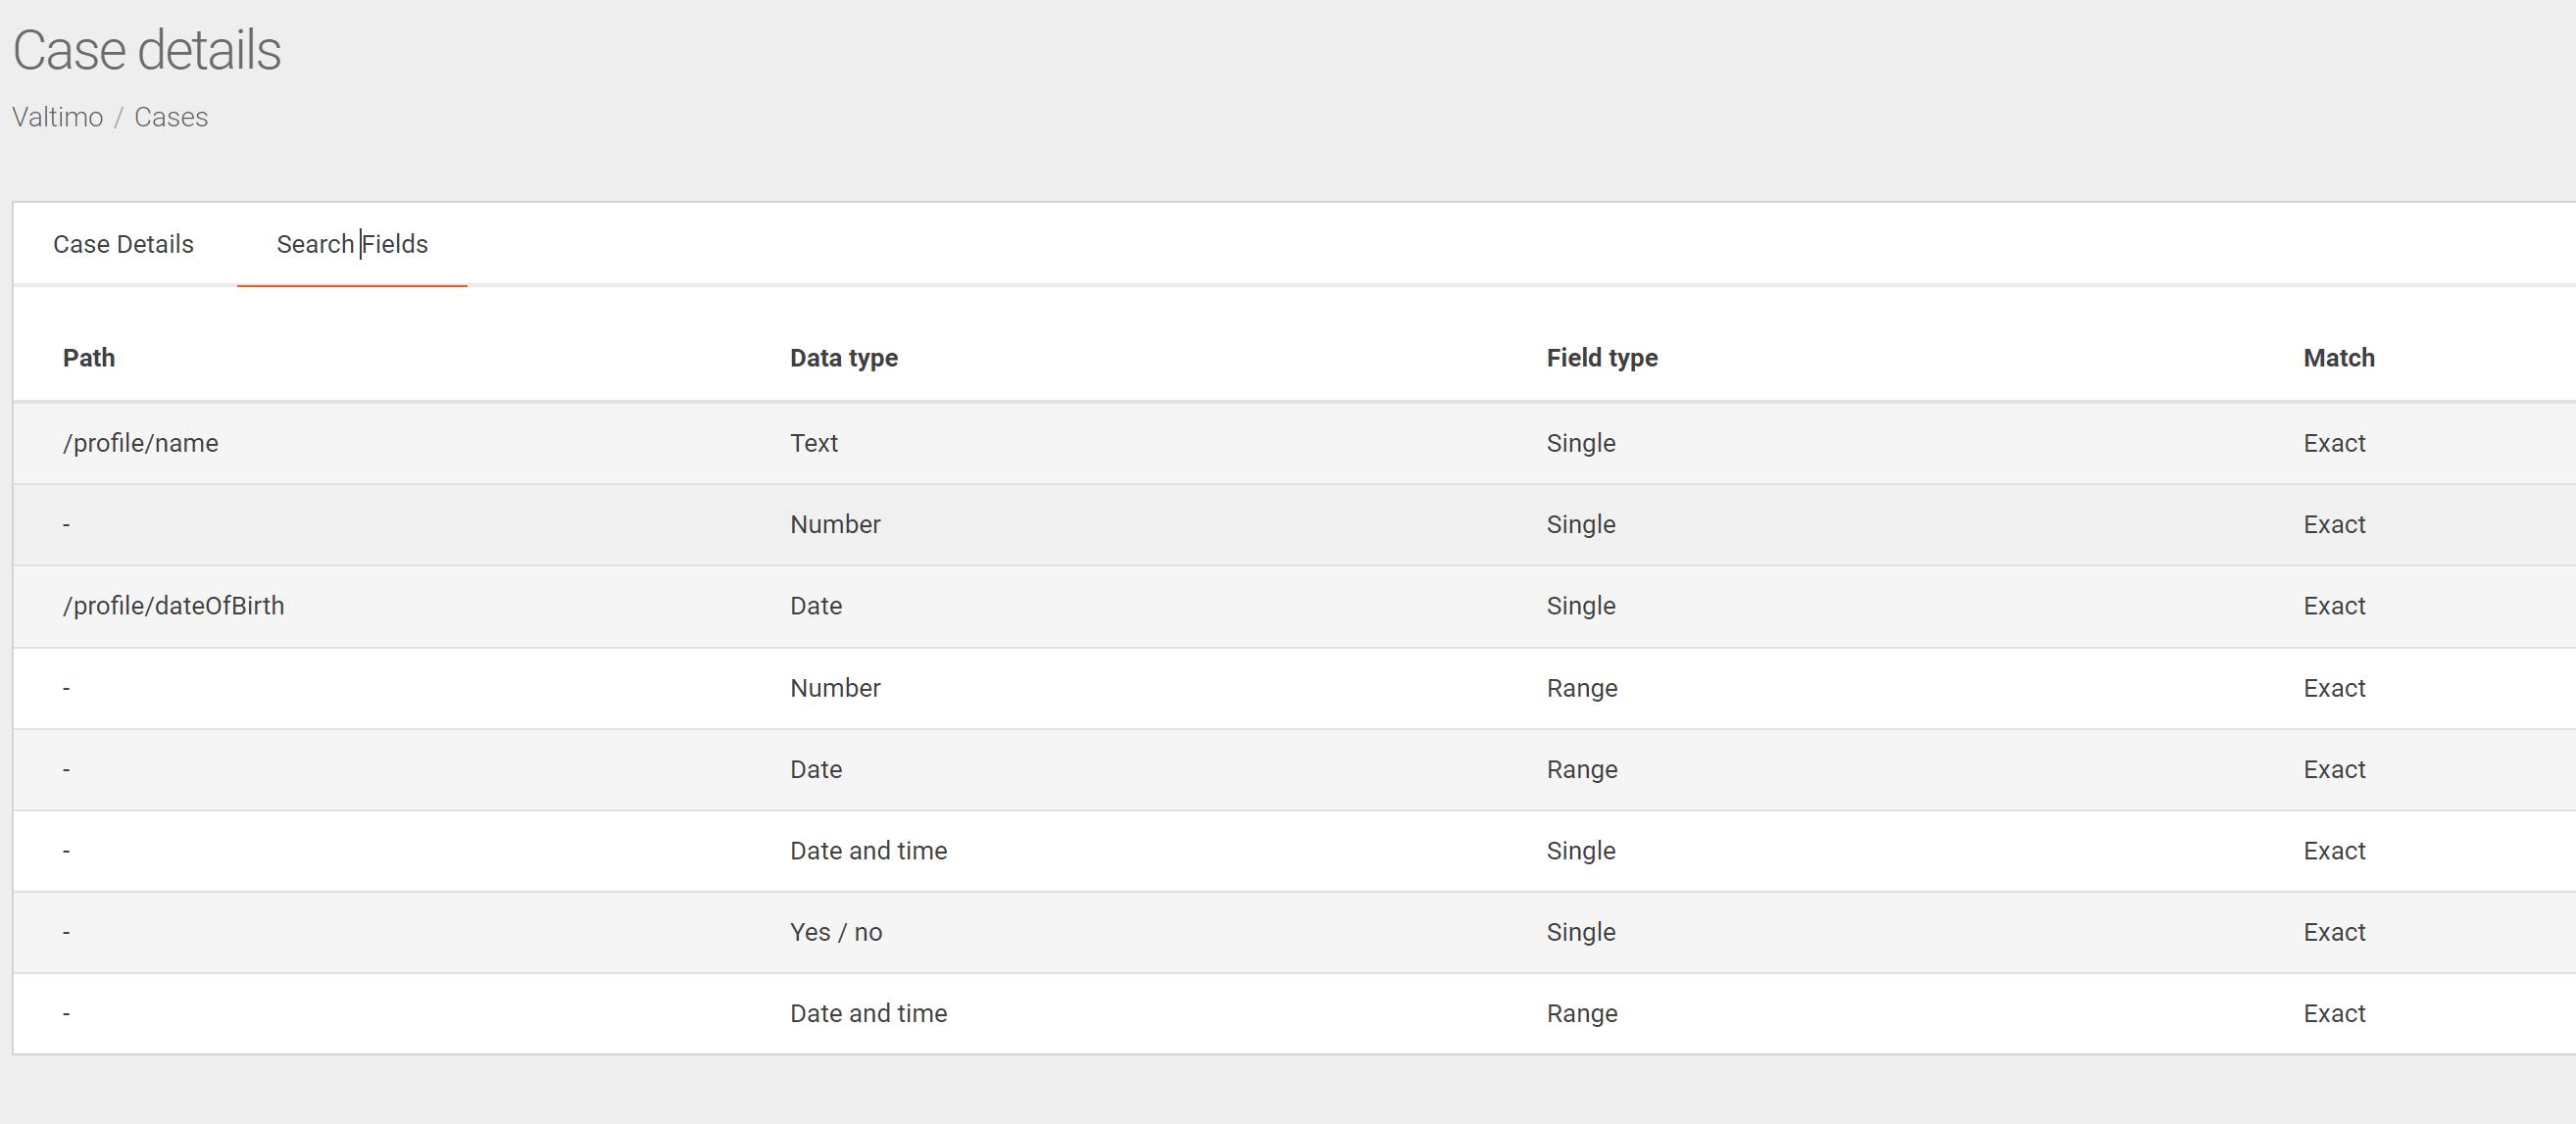 Case details
Valtimo / Cases
Case Details Search Fields
Path Data type Field type Match
/profile/name Text Single Exact
- Number Single Exact
/profile/dateOfBirth Date Single Exact
- Number Range Exact
- Date Range Exact
- Date and time Single Exact
- Yes / no Single Exact
- Date and time Range Exact